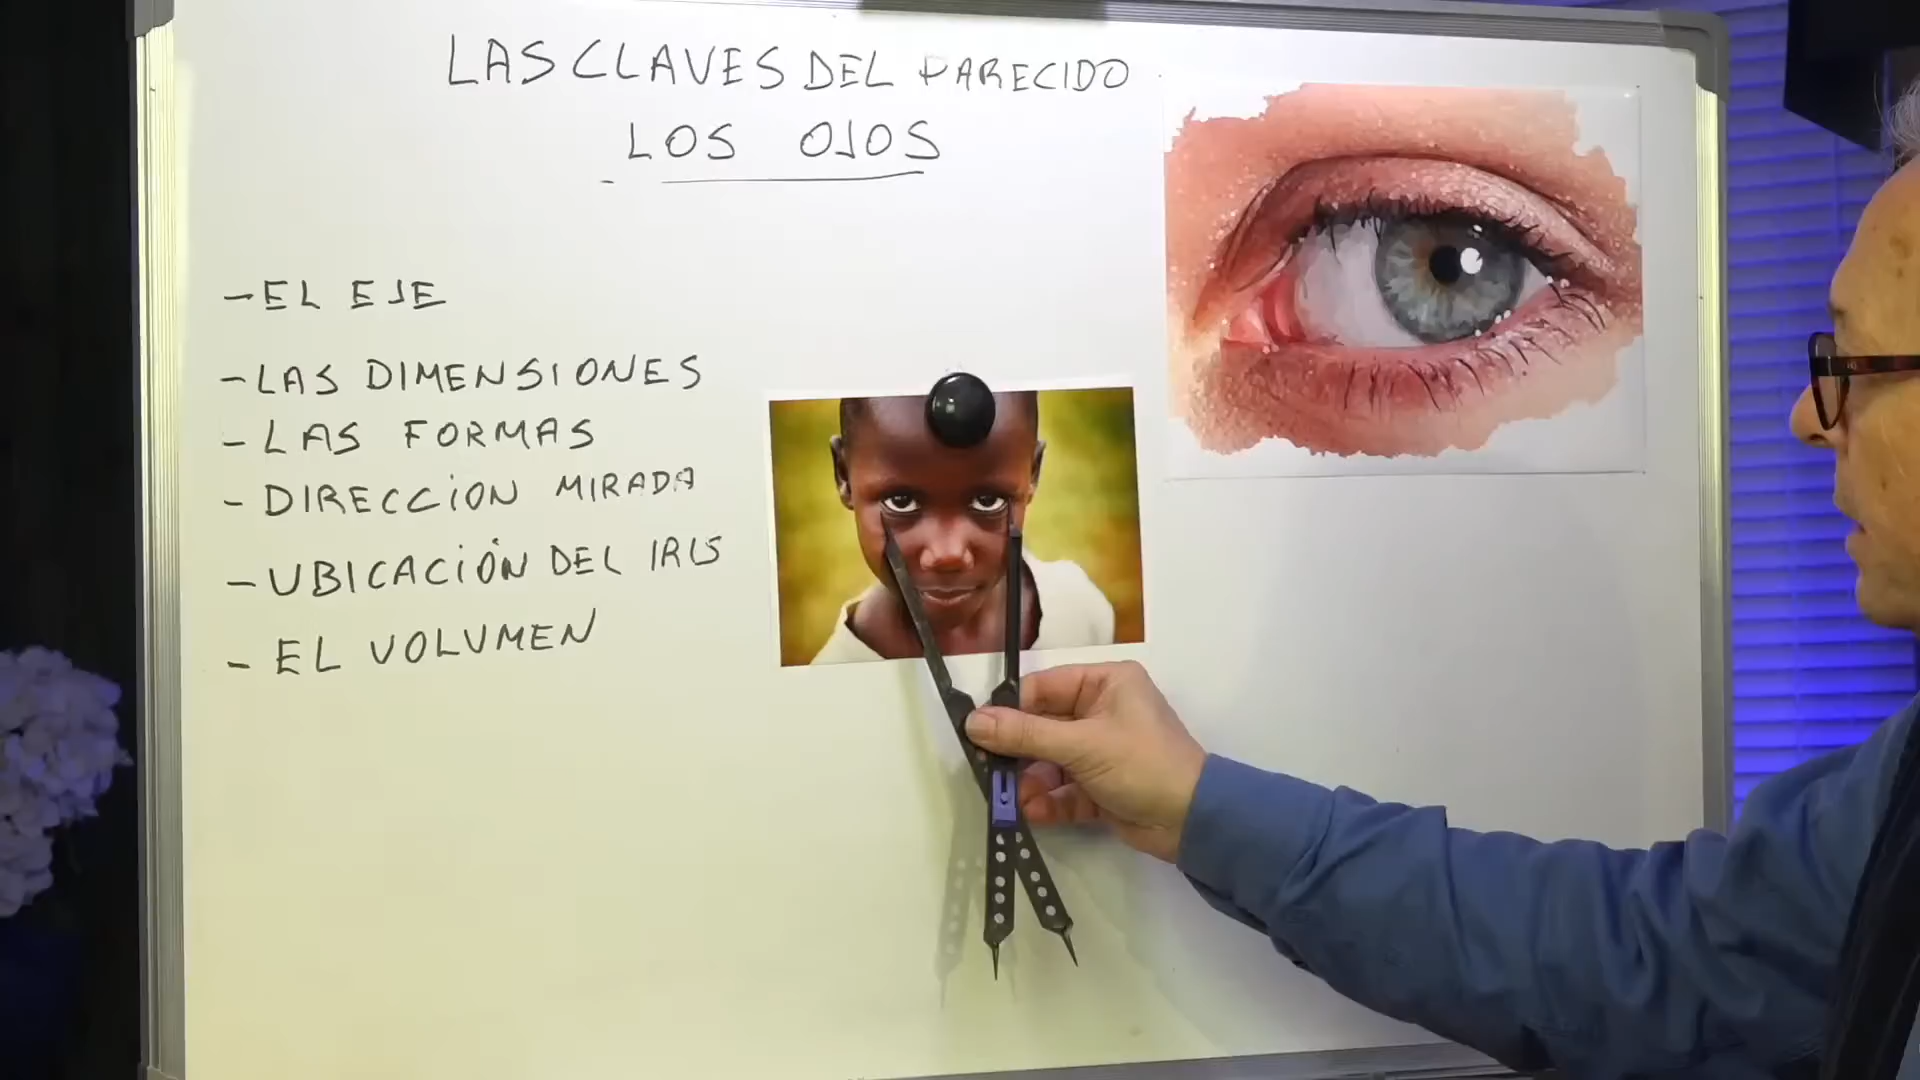 LAS CLAVES DEL PARECIDO
LOS OJOS
- EL EJE
- LAS DIMENSIONES
- LAS FORMAS
- DIRECCION MIRADA
- UBICACIÓN DEL IRIS
- EL VOLUMEN